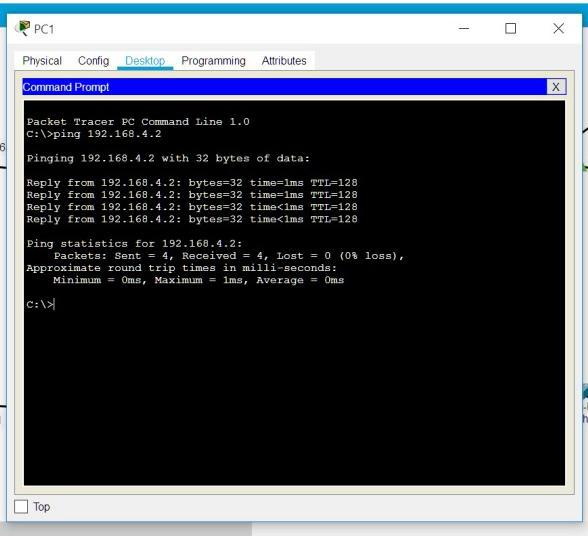 PC1
Physical Config Desktop Programming Attributes
Command Prompt
X
Packet Tracer PC Command Line 1.0
C:\>ping 192.168.4.2
Pinging 192.168.4.2 with 32 bytes of data:
Reply from 192.168.4.2: bytes=32 time=1ms TTL=128
Reply from 192.168.4.2: bytes=32 time=1ms TTL=128
Reply from 192.168.4.2: bytes=32 time<1ms TTL=128
Reply from 192.168.4.2: bytes=32 time<1ms TTL=128
Ping statistics for 192.168.4.2:
Packets: Sent = 4, Received = 4, Lost = 0 (0% loss),
Approximate round trip times in milli-seconds:
Minimum = 0ms, Maximum = 1ms, Average = 0ms
C:\>
Top